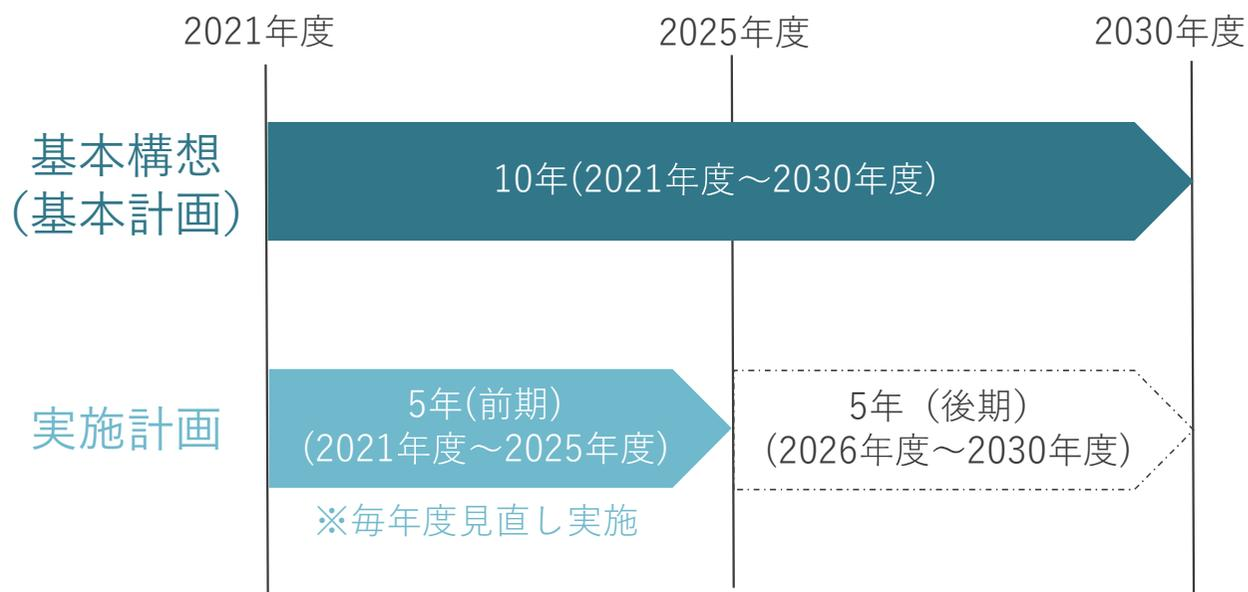 2021年度
2025年度
2030年度
基本構想
（基本計画）
10年(2021年度～2030年度)
実施計画
5年(前期)
(2021年度～2025年度)
※毎年度見直し実施
5年（後期）
(2026年度～2030年度)